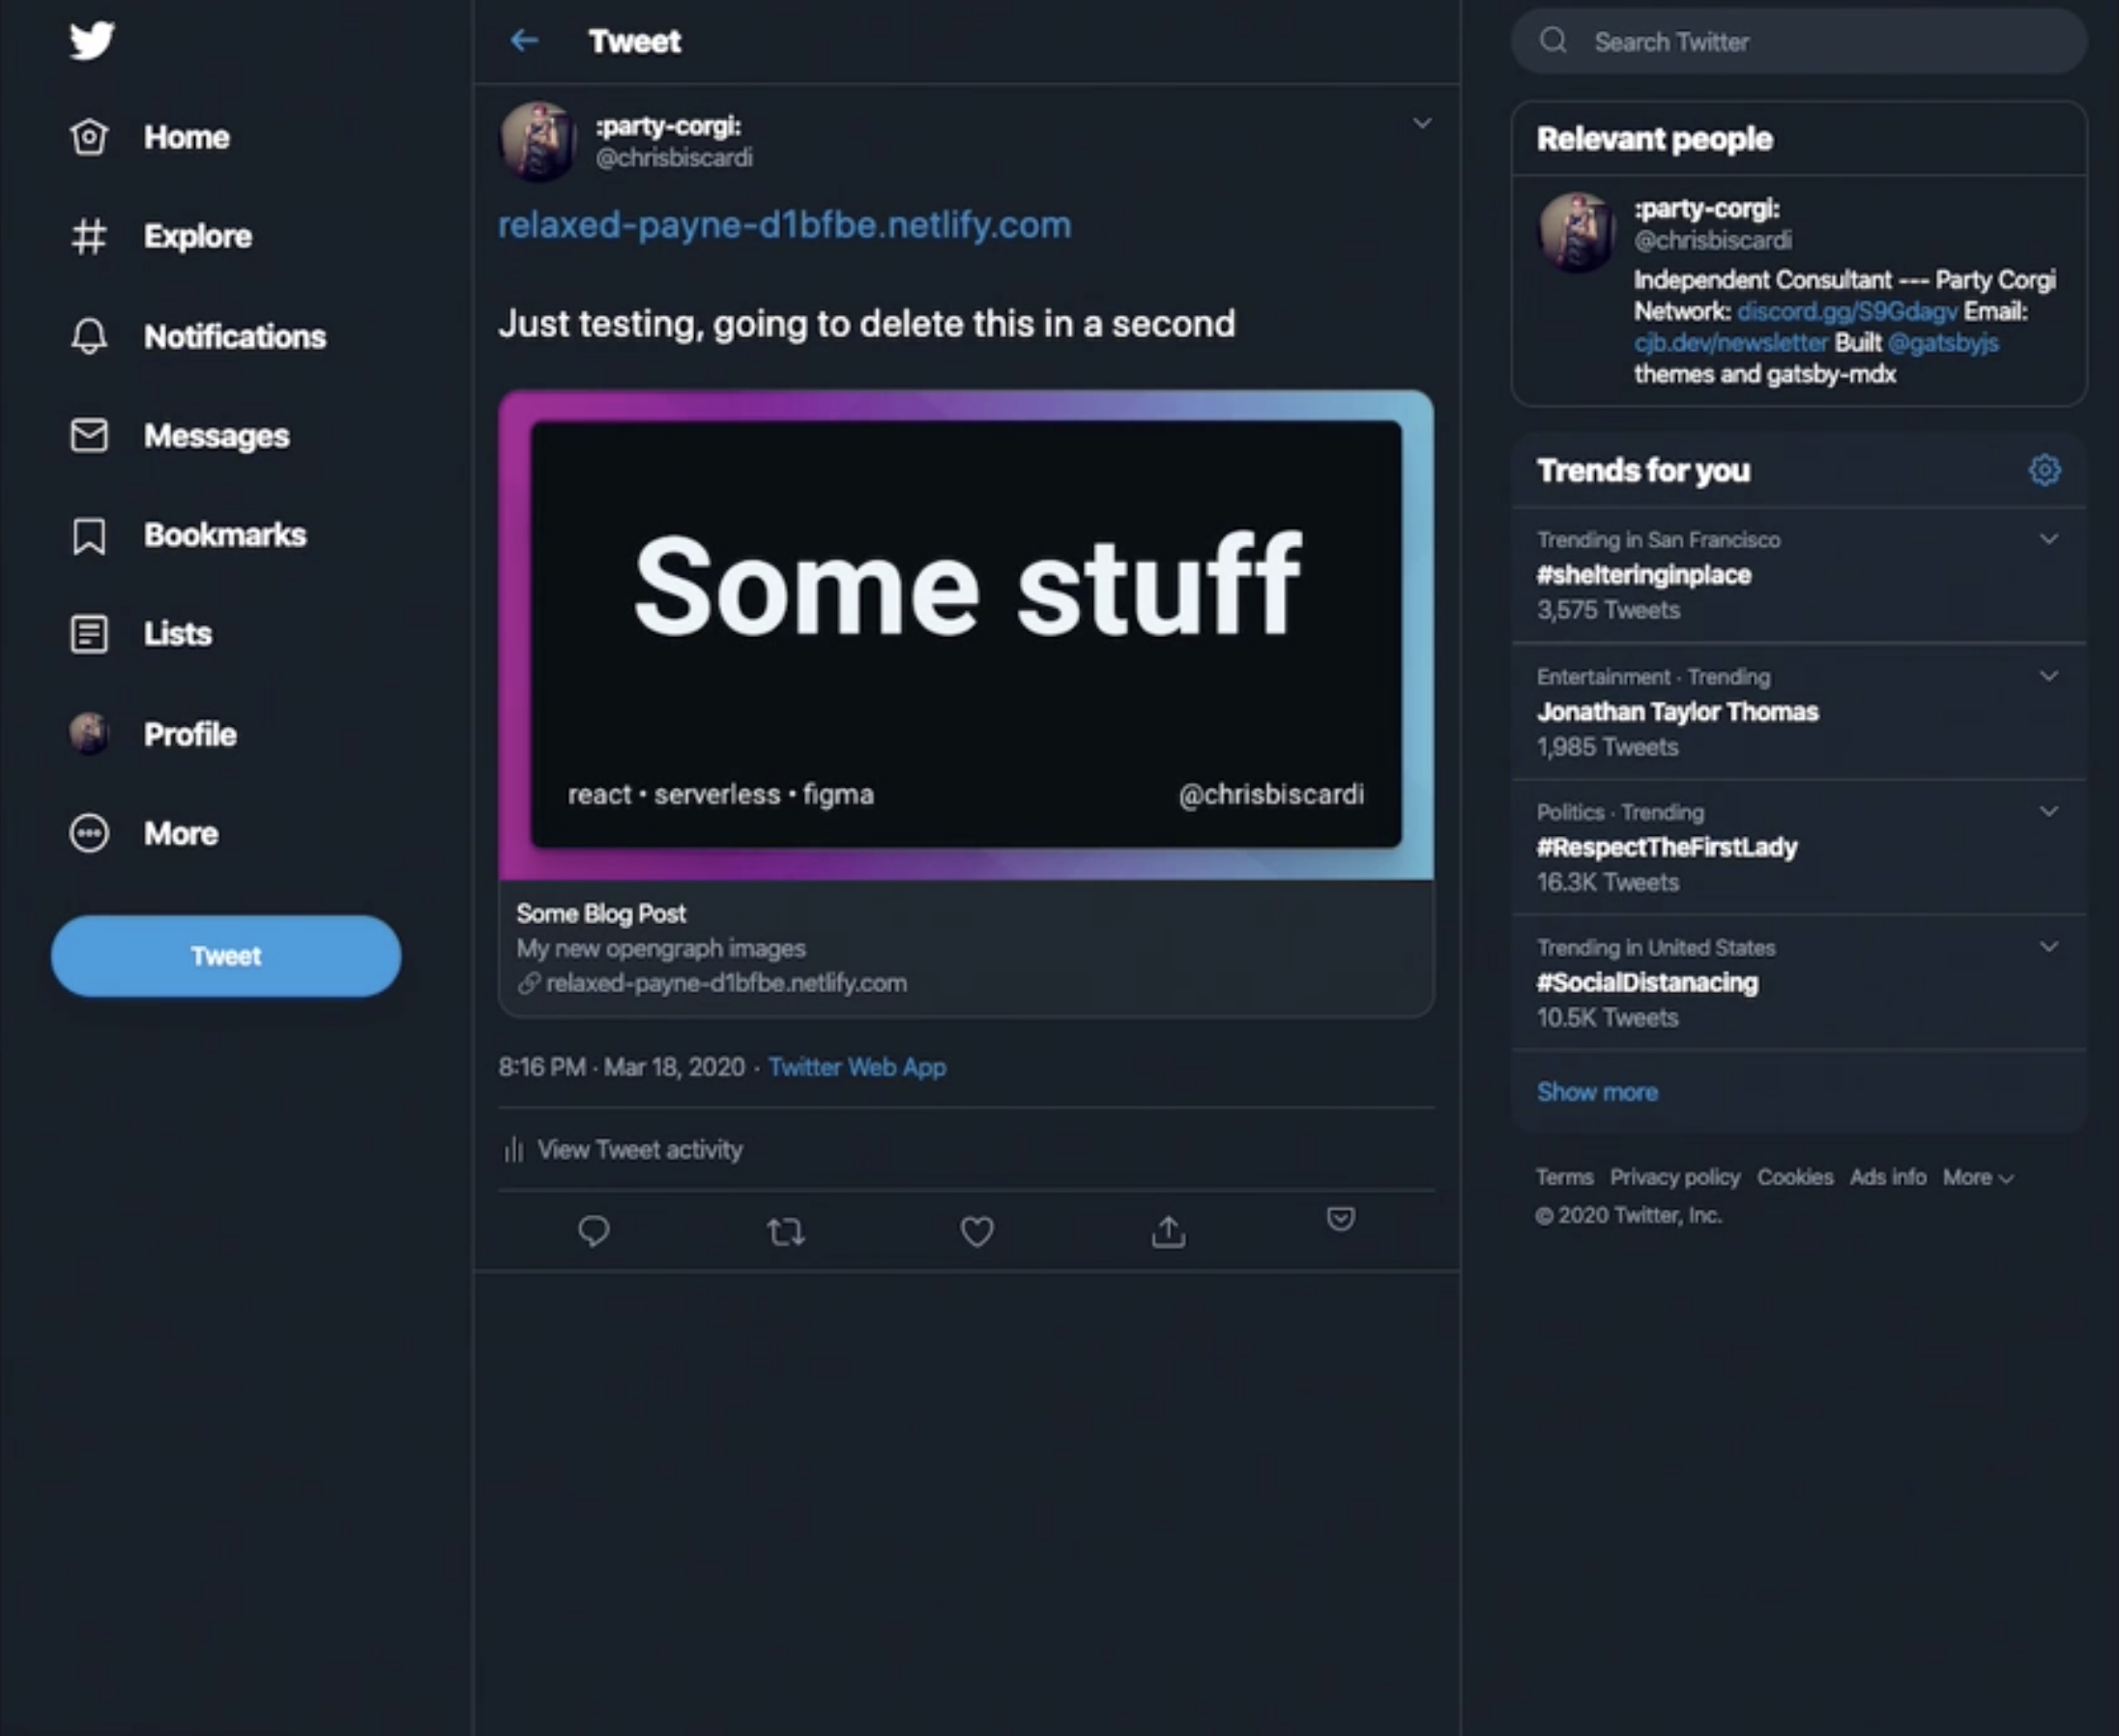 Home
Explore
Notifications
Messages
Bookmarks
Lists
Profile
More
Tweet
Tweet
:party-corgi:
@chrisbiscardi
relaxed-payne-d1bfbe.netlify.com
Just testing, going to delete this in a second
Some stuff
react • serverless • figma
@chrisbiscardi
Some Blog Post
My new opengraph images
relaxed-payne-d1bfbe.netlify.com
8:16 PM · Mar 18, 2020 · Twitter Web App
View Tweet activity
Search Twitter
Relevant people
:party-corgi:
@chrisbiscardi
Independent Consultant --- Party Corgi
Network: discord.gg/S9Gdagv Email:
cjb.dev/newsletter Built @gatsbyjs
themes and gatsby-mdx
Trends for you
Trending in San Francisco
#shelteringinplace
3,575 Tweets
Entertainment · Trending
Jonathan Taylor Thomas
1,985 Tweets
Politics · Trending
#RespectTheFirstLady
16.3K Tweets
Trending in United States
#SocialDistanacing
10.5K Tweets
Show more
Terms Privacy policy Cookies Ads info More
© 2020 Twitter, Inc.